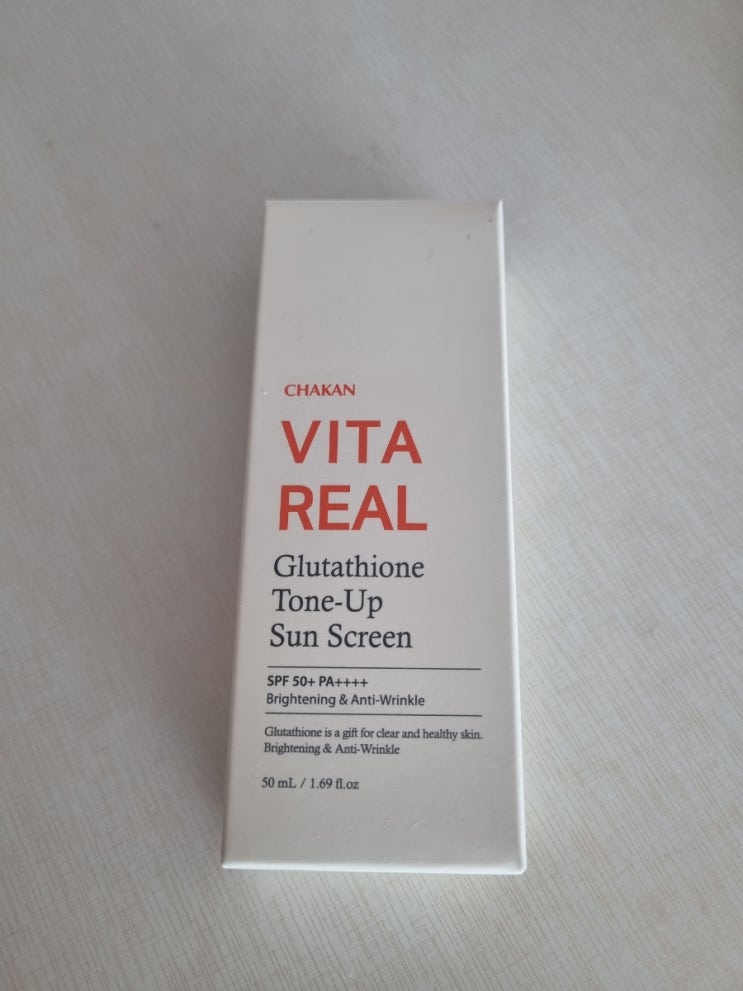 CHAKAN
VITA
REAL
Glutathione
Tone-Up
Sun Screen
SPF 50+ PA++++
Brightening & Anti-Wrinkle
Glutathione is a gift for clear and healthy skin.
Brightening & Anti-Wrinkle
50 mL / 1.69 fl.oz